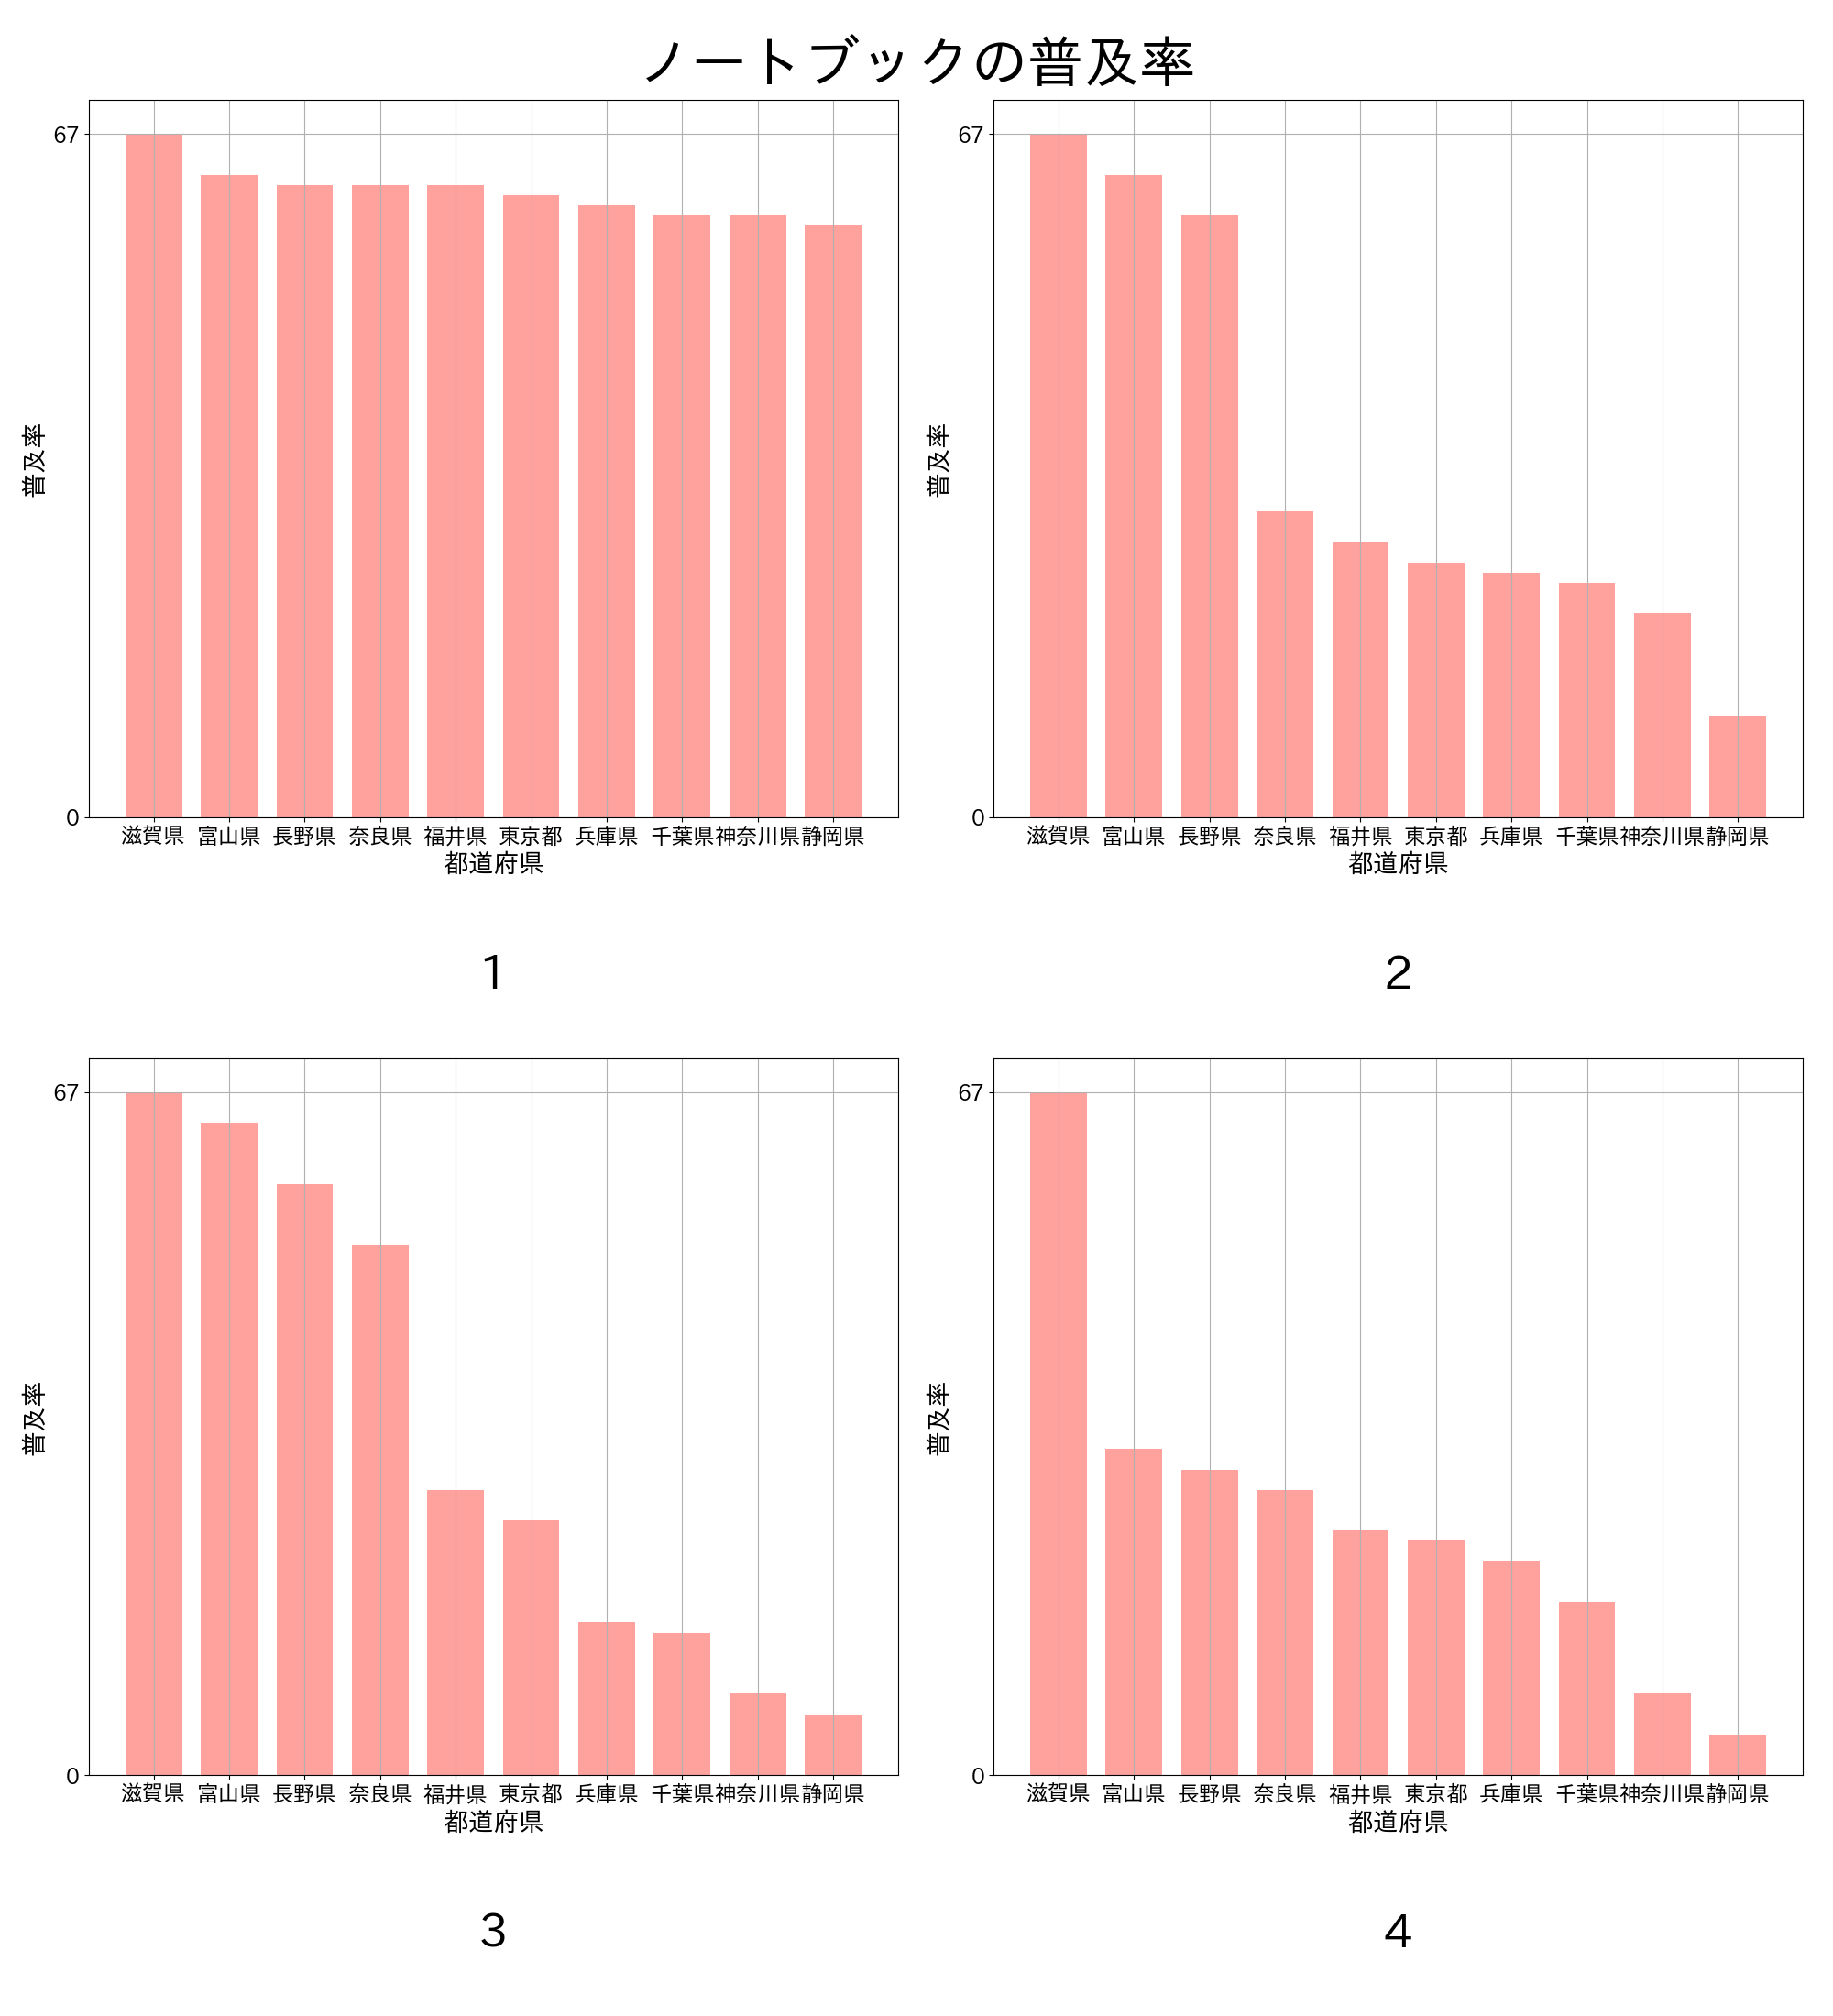 ノートブックの普及率
67
0
普及率
滋賀県 富山県 長野県 奈良県 福井県 東京都 兵庫県 千葉県 神奈川県 静岡県
都道府県
1
67
0
普及率
滋賀県 富山県 長野県 奈良県 福井県 東京都 兵庫県 千葉県 神奈川県 静岡県
都道府県
2
67
0
普及率
滋賀県 富山県 長野県 奈良県 福井県 東京都 兵庫県 千葉県 神奈川県 静岡県
都道府県
3
67
0
普及率
滋賀県 富山県 長野県 奈良県 福井県 東京都 兵庫県 千葉県 神奈川県 静岡県
都道府県
4